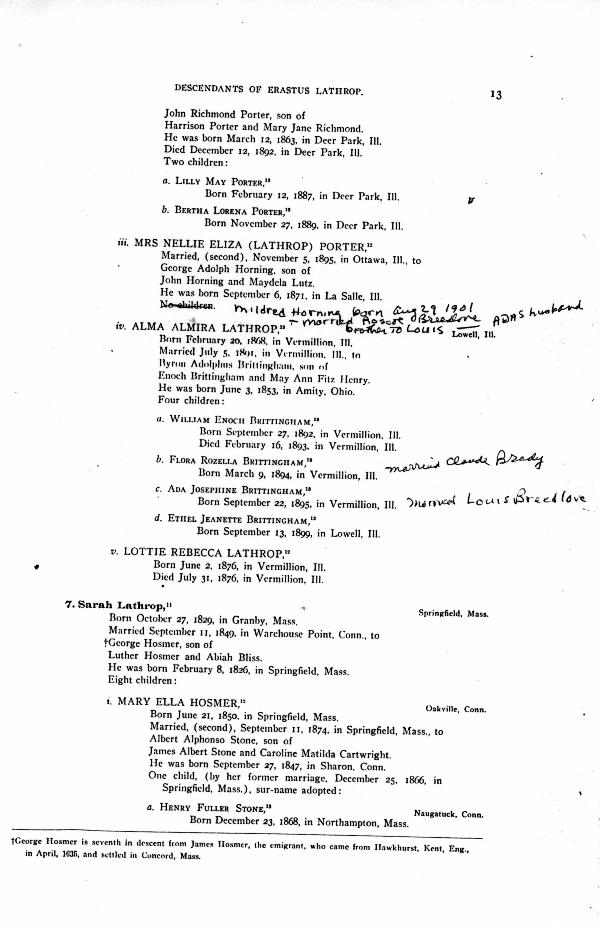 DESCENDANTS OF ERASTUS LATHROP. 13
John Richmond Porter, son of
Harrison Porter and Mary Jane Richmond.
He was born March 12, 1863, in Deer Park, Ill.
Died December 12, 1892, in Deer Park, Ill.
Two children:
a. LILLY MAY PORTER,¹³
Born February 12, 1887, in Deer Park, Ill.
b. BERTHA LORENA PORTER,¹³
Born November 27, 1889, in Deer Park, Ill.
iii. MRS NELLIE ELIZA (LATHROP) PORTER,¹²
Married, (second), November 5, 1895, in Ottawa, Ill., to
George Adolph Horning, son of
John Horning and Maydela Lutz.
He was born September 6, 1871, in La Salle, Ill.
No children. Mildred Horning born Aug 29 1901
- married Roscoe Breedlove ADAS husband
brother to Louis
iv. ALMA ALMIRA LATHROP,¹² Lowell, Ill.
Born February 20, 1868, in Vermillion, Ill.
Married July 5, 1891, in Vermillion, Ill., to
Byron Adolphus Brittingham, son of
Enoch Brittingham and May Ann Fitz Henry.
He was born June 3, 1853, in Amity, Ohio.
Four children:
a. WILLIAM ENOCH BRITTINGHAM,¹³
Born September 27, 1892, in Vermillion, Ill.
Died February 16, 1893, in Vermillion, Ill.
b. FLORA ROZELLA BRITTINGHAM,¹³ married Claude Brady
Born March 9, 1894, in Vermillion, Ill.
c. ADA JOSEPHINE BRITTINGHAM,¹³
Born September 22, 1895, in Vermillion, Ill. Married Louis Breedlove
d. ETHEL JEANETTE BRITTINGHAM,¹³
Born September 13, 1899, in Lowell, Ill.
v. LOTTIE REBECCA LATHROP,¹²
Born June 2, 1876, in Vermillion, Ill.
Died July 31, 1876, in Vermillion, Ill.
7. Sarah Lathrop,¹¹ Springfield, Mass.
Born October 27, 1829, in Granby, Mass.
Married September 11, 1849, in Warehouse Point, Conn., to
†George Hosmer, son of
Luther Hosmer and Abiah Bliss.
He was born February 8, 1826, in Springfield, Mass.
Eight children:
i. MARY ELLA HOSMER,¹² Oakville, Conn.
Born June 21, 1850, in Springfield, Mass.
Married, (second), September 11, 1874, in Springfield, Mass., to
Albert Alphonso Stone, son of
James Albert Stone and Caroline Matilda Cartwright.
He was born September 27, 1847, in Sharon, Conn.
One child, (by her former marriage, December 25, 1866, in
Springfield, Mass.), sur-name adopted:
a. HENRY FULLER STONE,¹³ Naugatuck, Conn.
Born December 23, 1868, in Northampton, Mass.
†George Hosmer is seventh in descent from James Hosmer, the emigrant, who came from Hawkhurst, Kent, Eng.,
in April, 1635, and settled in Concord, Mass.